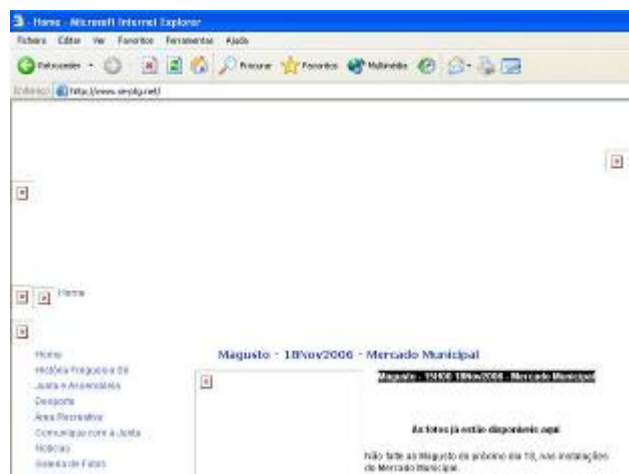 - Home - Microsoft Internet Explorer
Ficheiro Editar Ver Favoritos Ferramentas Ajuda
Retroceder Procurar Favoritos Multimédia
Endereço
Home
Home
História Freguesia
Junta e Assembleia
Desporto
Área Recreativa
Comunique com a Junta
Notícias
Galeria de Fotos
Magusto - 18Nov2006 - Mercado Municipal
Magusto - 15H00 18Nov2006 - Mercado Municipal
As fotos já estão disponíveis aqui
Não falte ao Magusto do próximo dia 18, nas instalações
do Mercado Municipal.